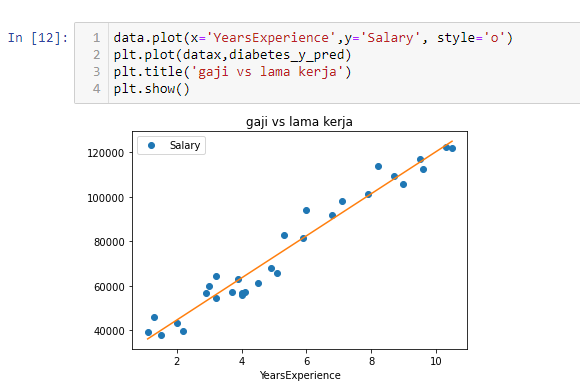 In [12]:
1 data.plot(x='YearsExperience',y='Salary', style='o')
2 plt.plot(datax,diabetes_y_pred)
3 plt.title('gaji vs lama kerja')
4 plt.show()
gaji vs lama kerja
Salary
120000
100000
80000
60000
40000
2 4 6 8 10
YearsExperience